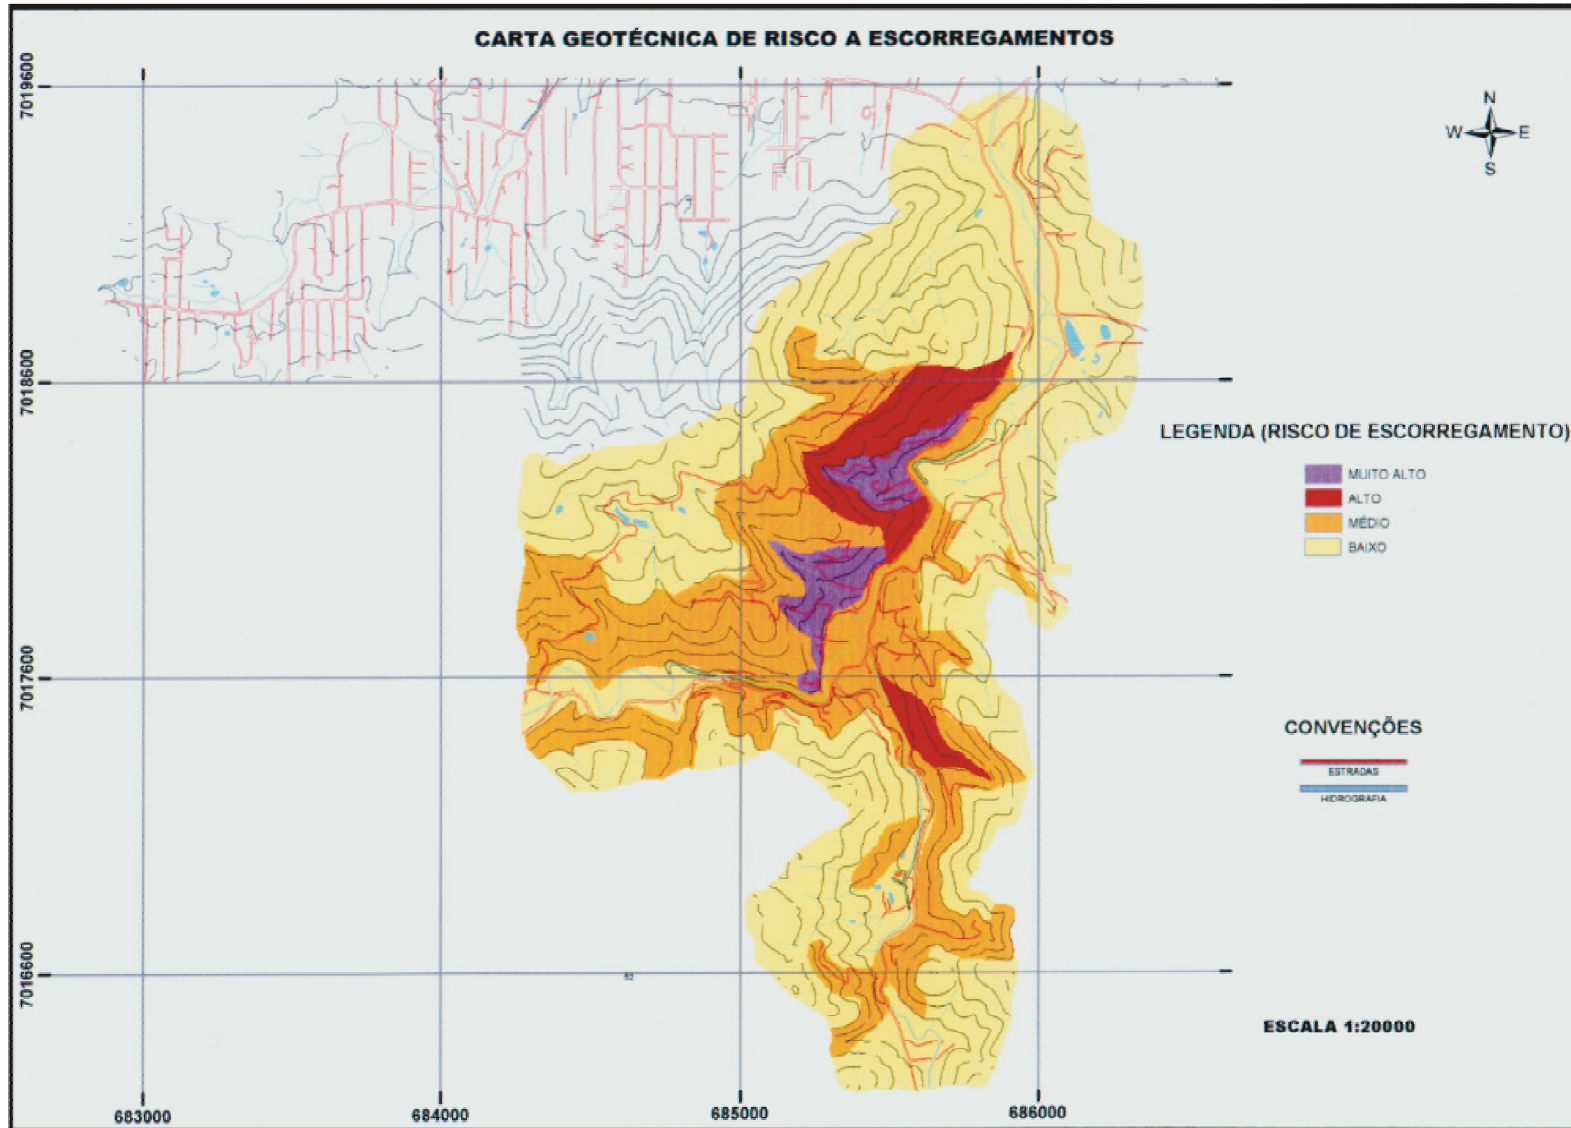 CARTA GEOTÉCNICA DE RISCO A ESCORREGAMENTOS
7019600
N
W E
S
7018600
LEGENDA (RISCO DE ESCORREGAMENTO)
MUITO ALTO
ALTO
MÉDIO
BAIXO
7017600
CONVENÇÕES
ESTRADAS
HIDROGRAFIA
7016600
52
ESCALA 1:20000
683000 684000 685000 686000